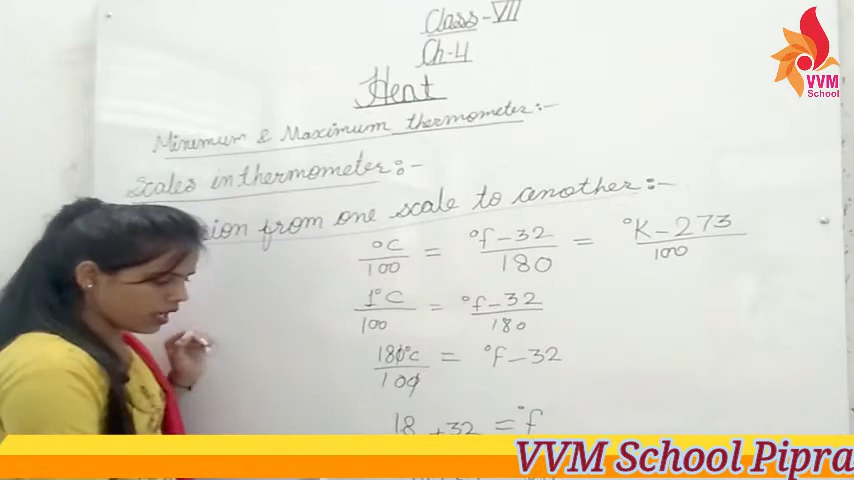 Class-VII
Ch-4
Heat
VVM
School
Minimum & Maximum thermometer:-
Scales in thermometer:-
ion from one scale to another:-
°C/100 = °f-32/180 = °K-273/100
1°C/100 = °f-32/180
180°C/100 = °f-32
18 +32 = °f
VVM School Pipra